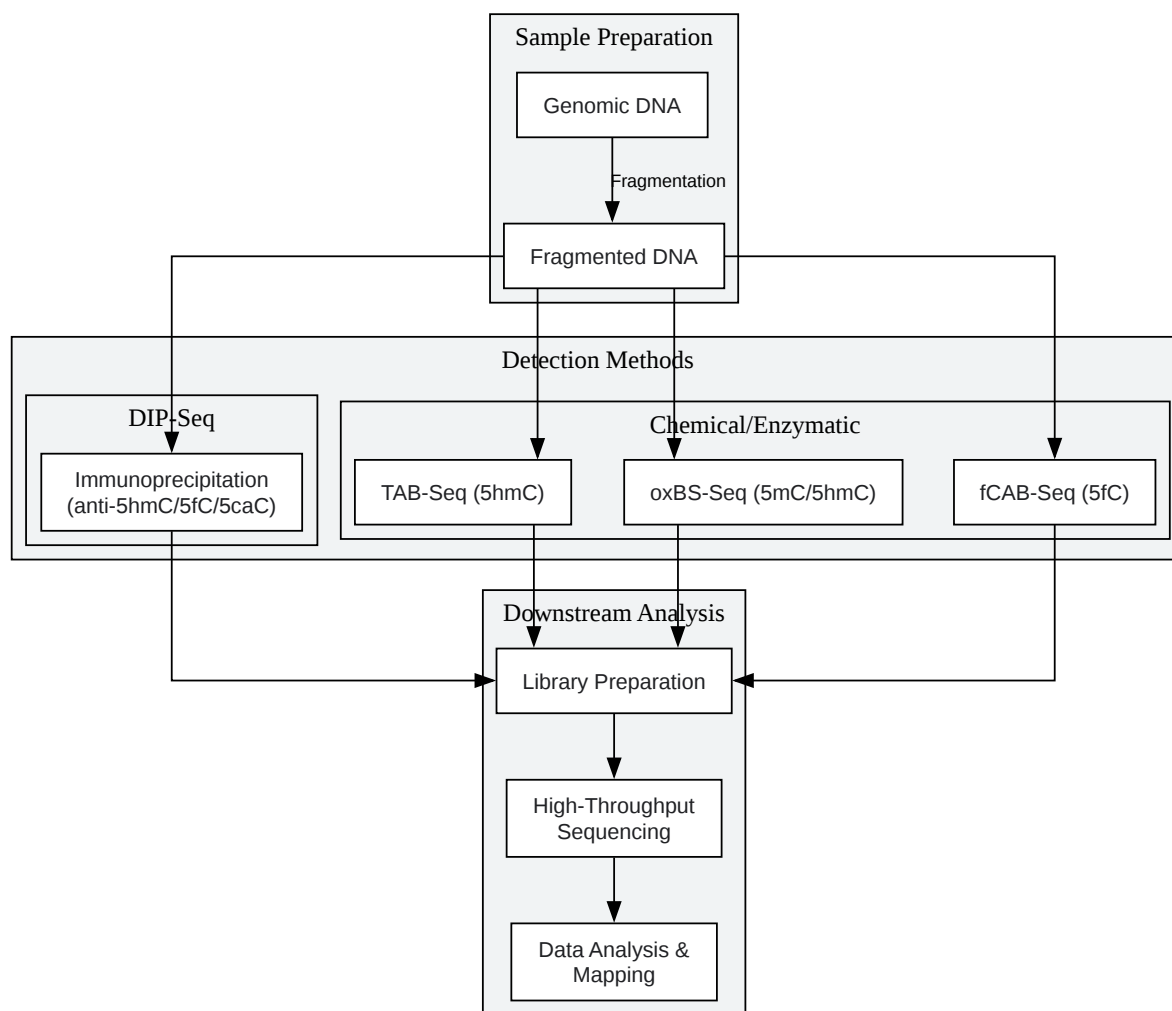 Sample Preparation
Genomic DNA
Fragmentation
Fragmented DNA
Detection Methods
DIP-Seq
Chemical/Enzymatic
Immunoprecipitation
(anti-5hmC/5fC/5caC)
TAB-Seq (5hmC)
oxBS-Seq (5mC/5hmC)
fCAB-Seq (5fC)
Downstream Analysis
Library Preparation
High-Throughput
Sequencing
Data Analysis &
Mapping